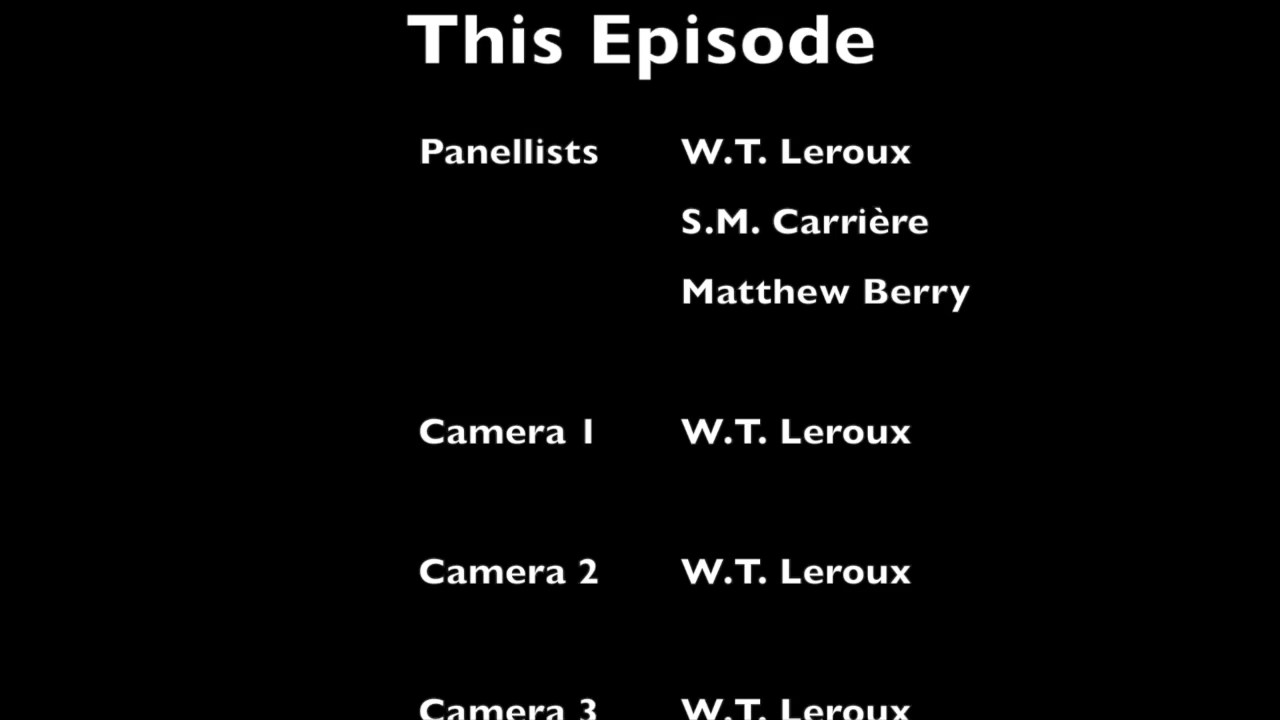 This Episode
Panellists W.T. Leroux
S.M. Carrière
Matthew Berry
Camera 1 W.T. Leroux
Camera 2 W.T. Leroux
Camera 3 W.T. Leroux